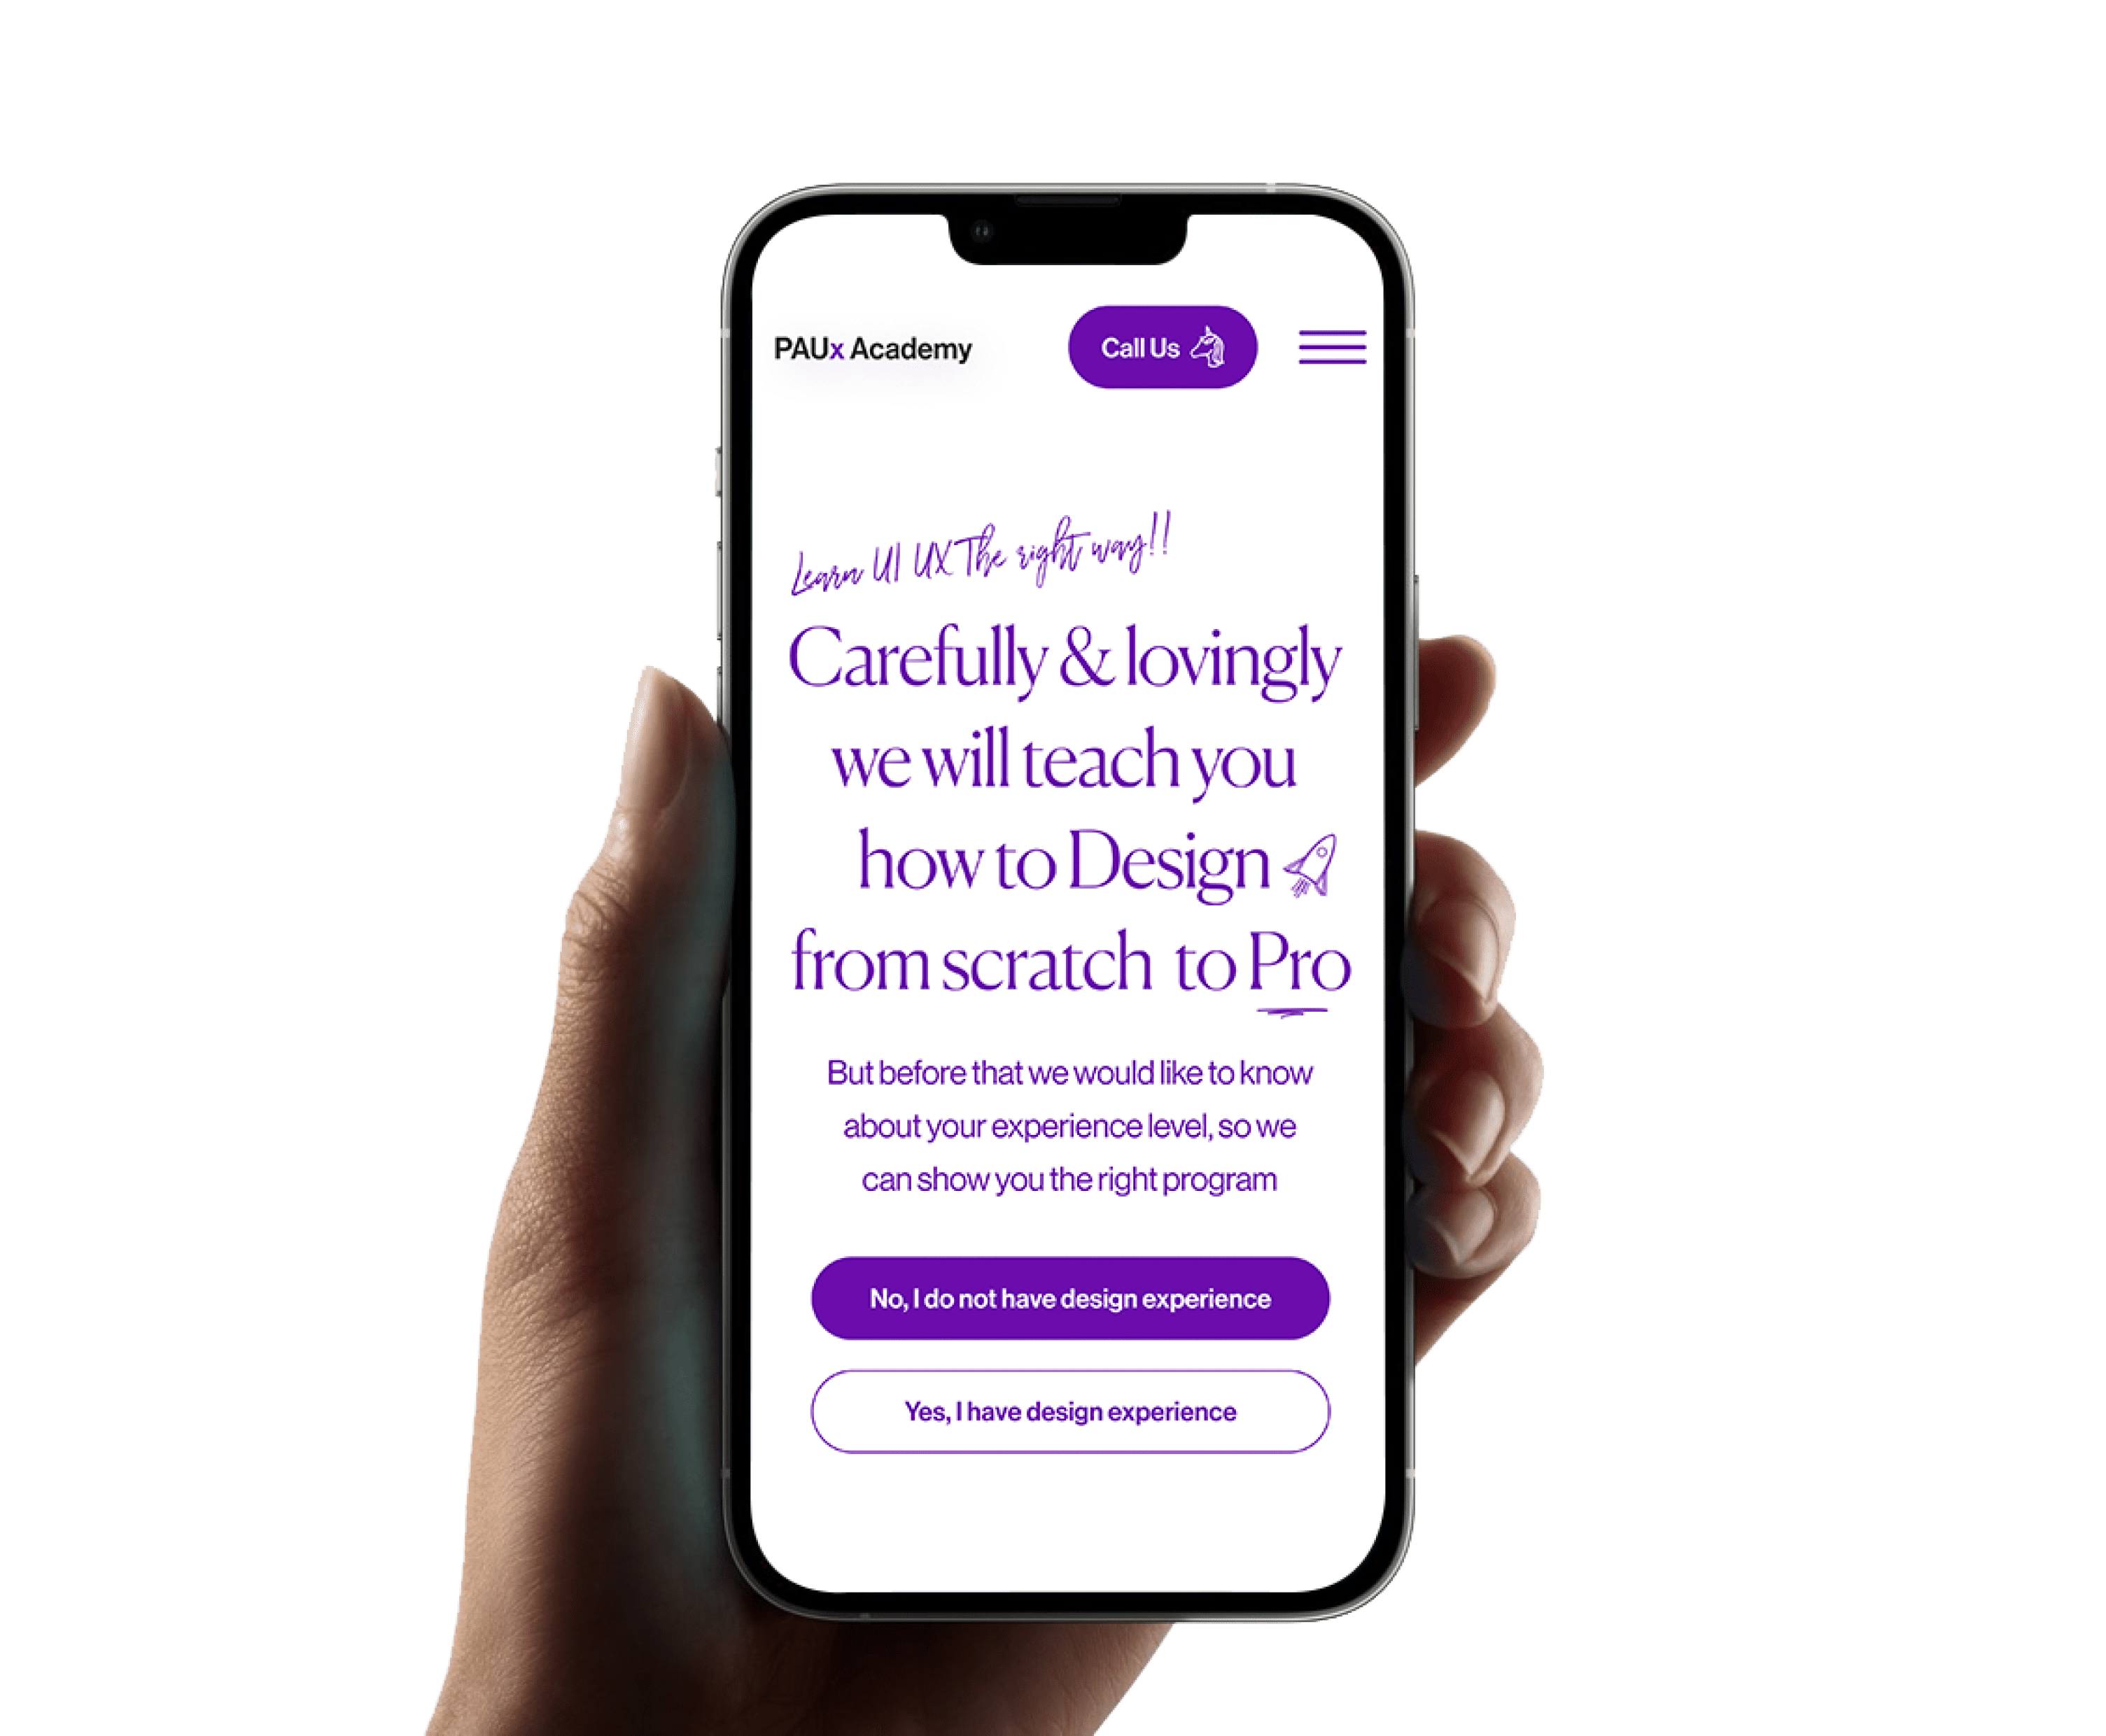 PAUx Academy
Call Us
Learn UI UX The right way!!
Carefully & lovingly
we will teach you
how to Design
from scratch to Pro
But before that we would like to know
about your experience level, so we
can show you the right program
No, I do not have design experience
Yes, I have design experience